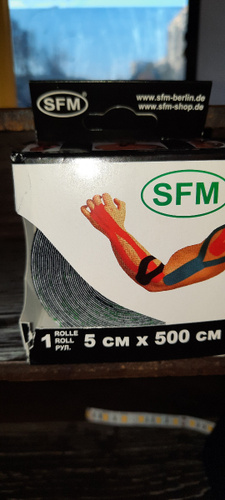 SFM®
www.sfm-berlin.de
www.sfm-shop.de
SFM
1 ROLLE
ROLL
РУЛ.
5 СМ X 500 СМ